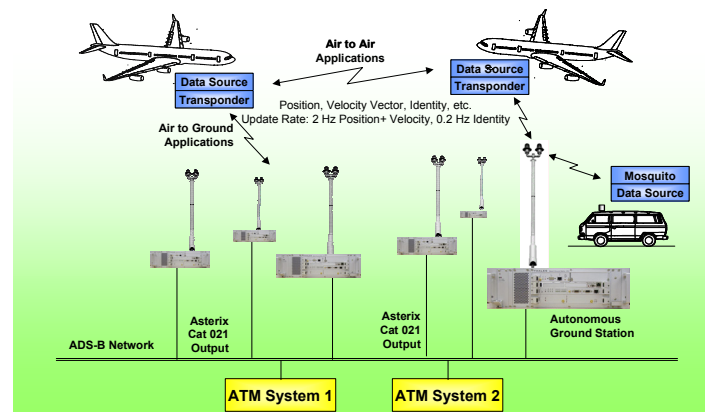 Air to Air
Applications
Data Source
Transponder
Data Source
Transponder
Position, Velocity Vector, Identity, etc.
Update Rate: 2 Hz Position+ Velocity, 0.2 Hz Identity
Air to Ground
Applications
Mosquito
Data Source
Asterix
Cat 021
Output
Asterix
Cat 021
Output
Autonomous
Ground Station
ADS-B Network
ATM System 1
ATM System 2